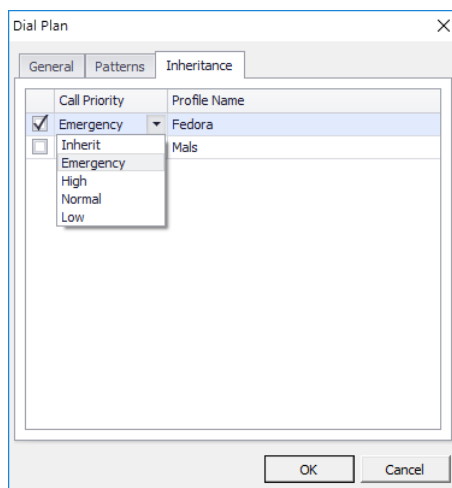 Dial Plan
General Patterns Inheritance
Call Priority Profile Name
Emergency Fedora
Inherit Mals
Emergency
High
Normal
Low
OK Cancel